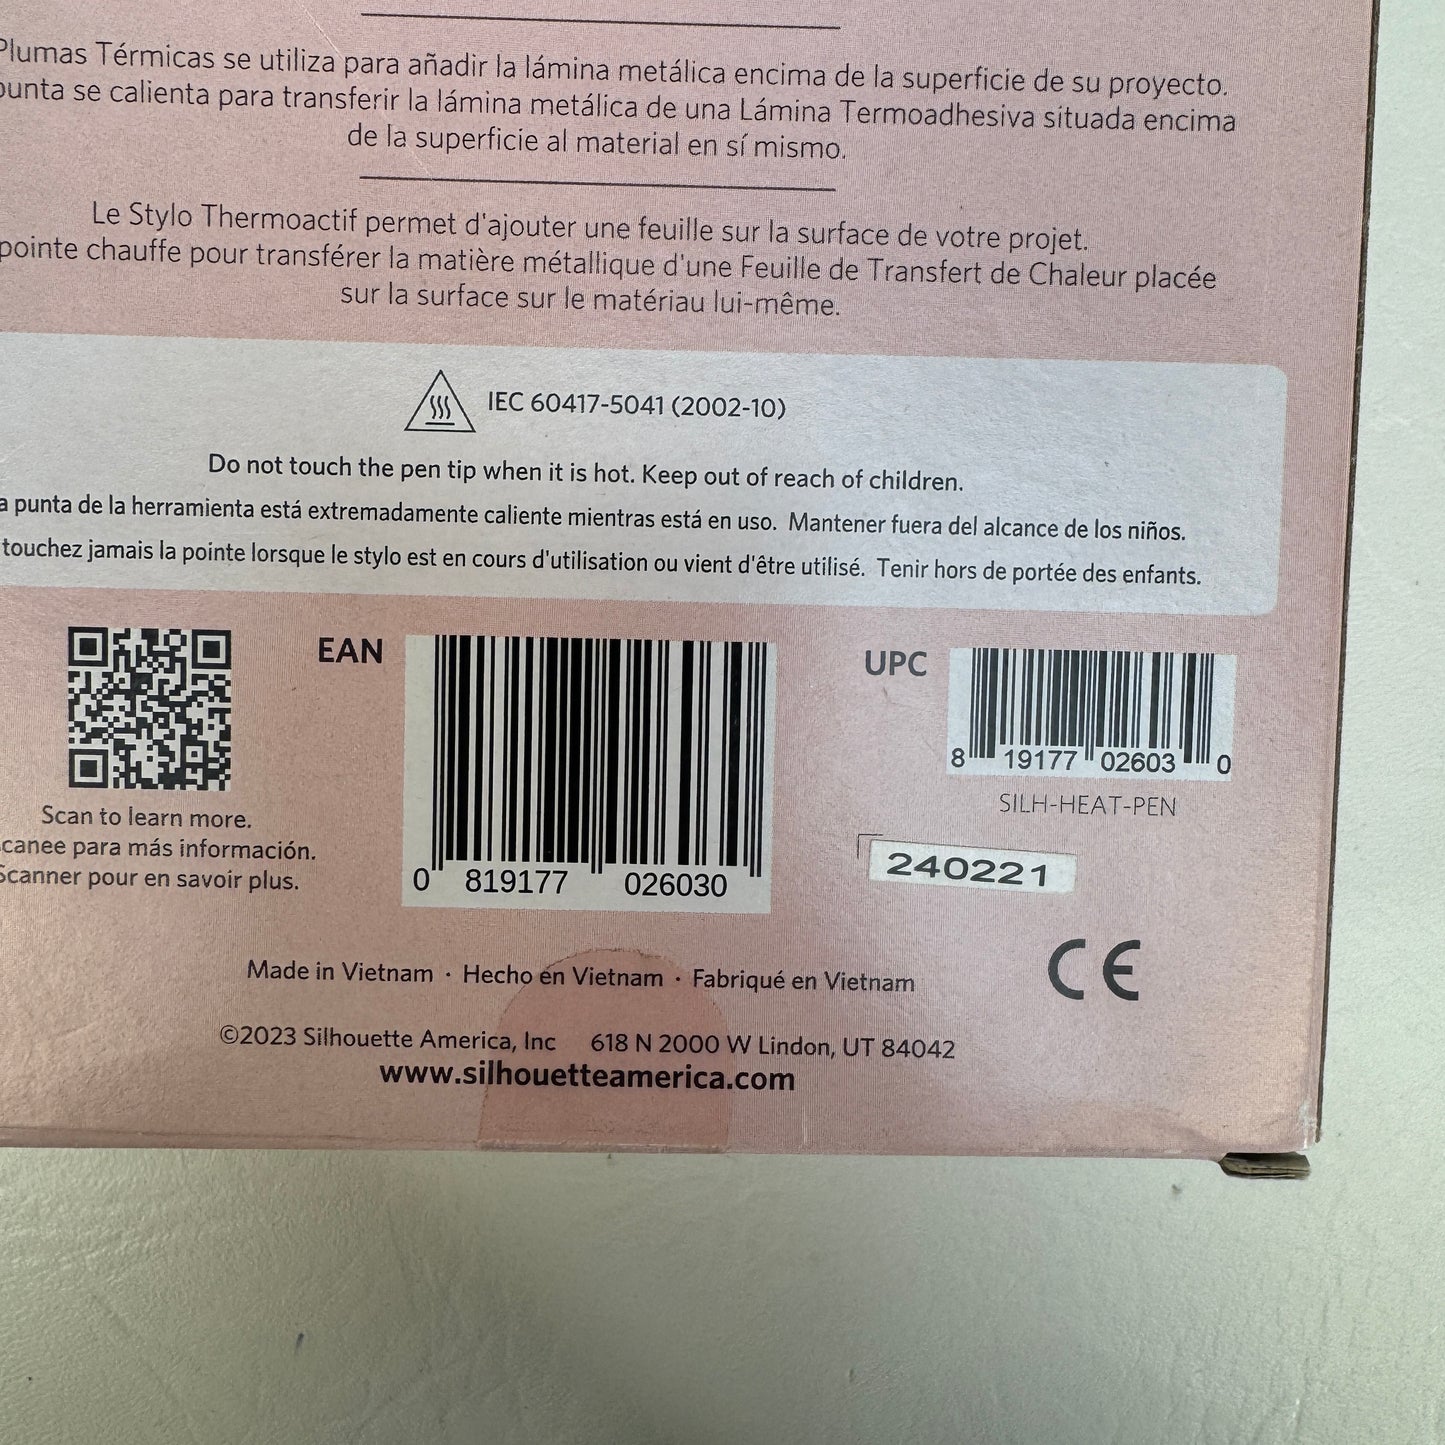 Plumas Térmicas se utiliza para añadir la lámina metálica encima de la superficie de su proyecto.
punta se calienta para transferir la lámina metálica de una Lámina Termoadhesiva situada encima
de la superficie al material en sí mismo.
Le Stylo Thermoactif permet d'ajouter une feuille sur la surface de votre projet.
pointe chauffe pour transférer la matière métallique d'une Feuille de Transfert de Chaleur placée
sur la surface sur le matériau lui-même.
IEC 60417-5041 (2002-10)
Do not touch the pen tip when it is hot. Keep out of reach of children.
a punta de la herramienta está extremadamente caliente mientras está en uso. Mantener fuera del alcance de los niños.
touchez jamais la pointe lorsque le stylo est en cours d'utilisation ou vient d'être utilisé. Tenir hors de portée des enfants.
Scan to learn more.
canee para más información.
Scanner pour en savoir plus.
EAN
0 819177 026030
UPC
8 19177 02603 0
SILH-HEAT-PEN
240221
CE
Made in Vietnam · Hecho en Vietnam · Fabriqué en Vietnam
©2023 Silhouette America, Inc 618 N 2000 W Lindon, UT 84042
www.silhouetteamerica.com